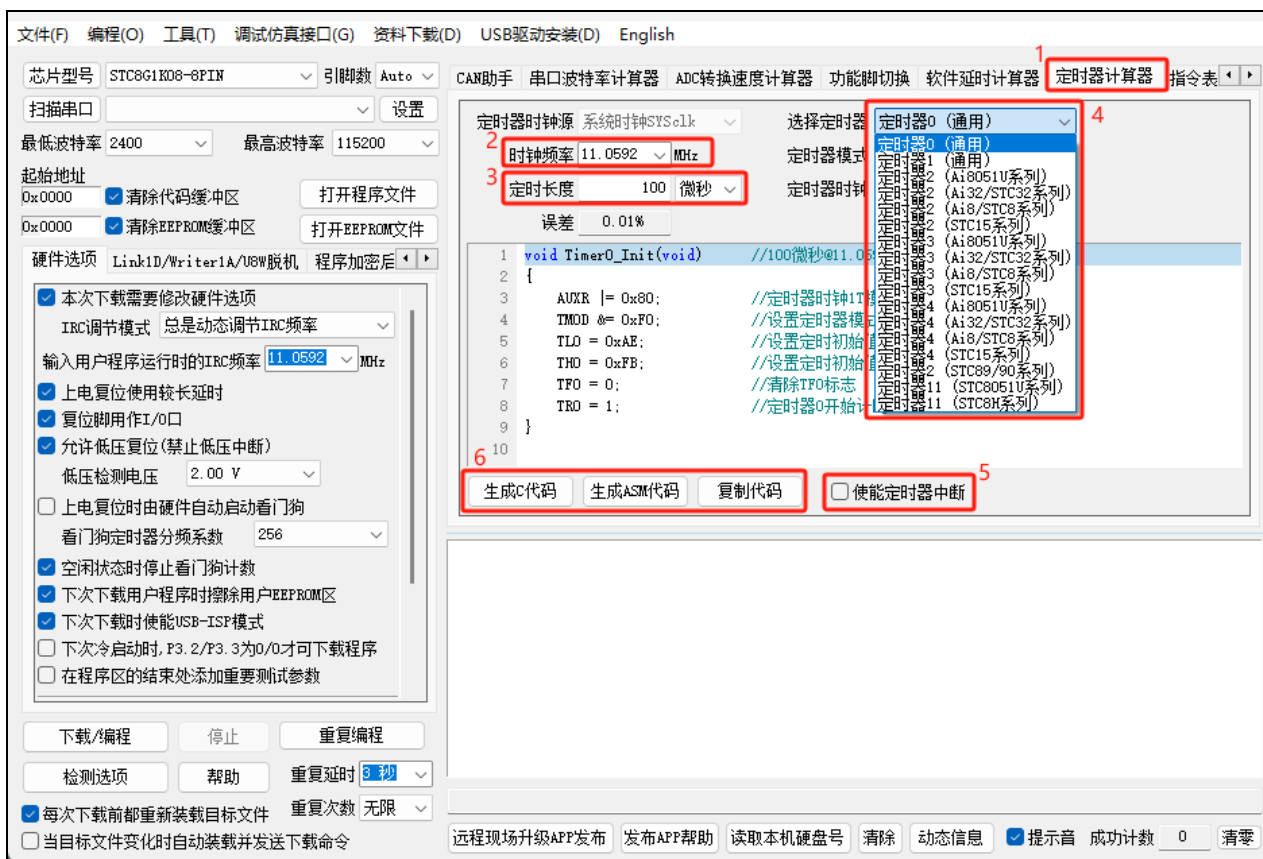 文件(F) 编程(O) 工具(T) 调试仿真接口(G) 资料下载(D) USB驱动安装(D) English
芯片型号 STC8G1K08-8PIN 引脚数 Auto
扫描串口 设置
最低波特率 2400 最高波特率 115200
起始地址
0x0000 清除代码缓冲区 打开程序文件
0x0000 清除EEPROM缓冲区 打开EEPROM文件
硬件选项 Link1D/Writer1A/U8W脱机 程序加密后
本次下载需要修改硬件选项
IRC调节模式 总是动态调节IRC频率
输入用户程序运行时的IRC频率 11.0592 MHz
上电复位使用较长延时
复位脚用作I/O口
允许低压复位(禁止低压中断)
低压检测电压 2.00 V
上电复位时由硬件自动启动看门狗
看门狗定时器分频系数 256
空闲状态时停止看门狗计数
下次下载用户程序时擦除用户EEPROM区
下次下载时使能USB-ISP模式
下次冷启动时,P3.2/P3.3为0/0才可下载程序
在程序区的结束处添加重要测试参数
下载/编程 停止 重复编程
检测选项 帮助 重复延时 3 秒
每次下载前都重新装载目标文件 重复次数 无限
当目标文件变化时自动装载并发送下载命令
1
CAN助手 串口波特率计算器 ADC转换速度计算器 功能脚切换 软件延时计算器 定时器计算器 指令表
定时器时钟源 系统时钟SYSclk 选择定时器 定时器0 (通用) 4
2 时钟频率 11.0592 MHz 定时器模式
3 定时长度 100 微秒 定时器时钟
误差 0.01%
定时器0 (通用)
定时器1 (通用)
定时器2 (Ai8051U系列)
定时器2 (Ai32/STC32系列)
定时器2 (Ai8/STC8系列)
定时器2 (STC15系列)
定时器3 (Ai8051U系列)
定时器3 (Ai32/STC32系列)
定时器3 (Ai8/STC8系列)
定时器3 (STC15系列)
定时器4 (Ai8051U系列)
定时器4 (Ai32/STC32系列)
定时器4 (Ai8/STC8系列)
定时器4 (STC15系列)
定时器2 (STC89/90系列)
定时器11 (STC8051U系列)
定时器11 (STC8H系列)
1 void Timer0_Init(void) //100微秒@11.05
2 {
3 AUXR |= 0x80; //定时器时钟1T
4 TMOD &= 0xF0; //设置定时器模
5 TL0 = 0xAE; //设置定时初始
6 TH0 = 0xFB; //设置定时初始
7 TF0 = 0; //清除TF0标志
8 TR0 = 1; //定时器0开始计
9 }
10
6
生成C代码 生成ASM代码 复制代码 使能定时器中断 5
远程现场升级APP发布 发布APP帮助 读取本机硬盘号 清除 动态信息 提示音 成功计数 0 清零